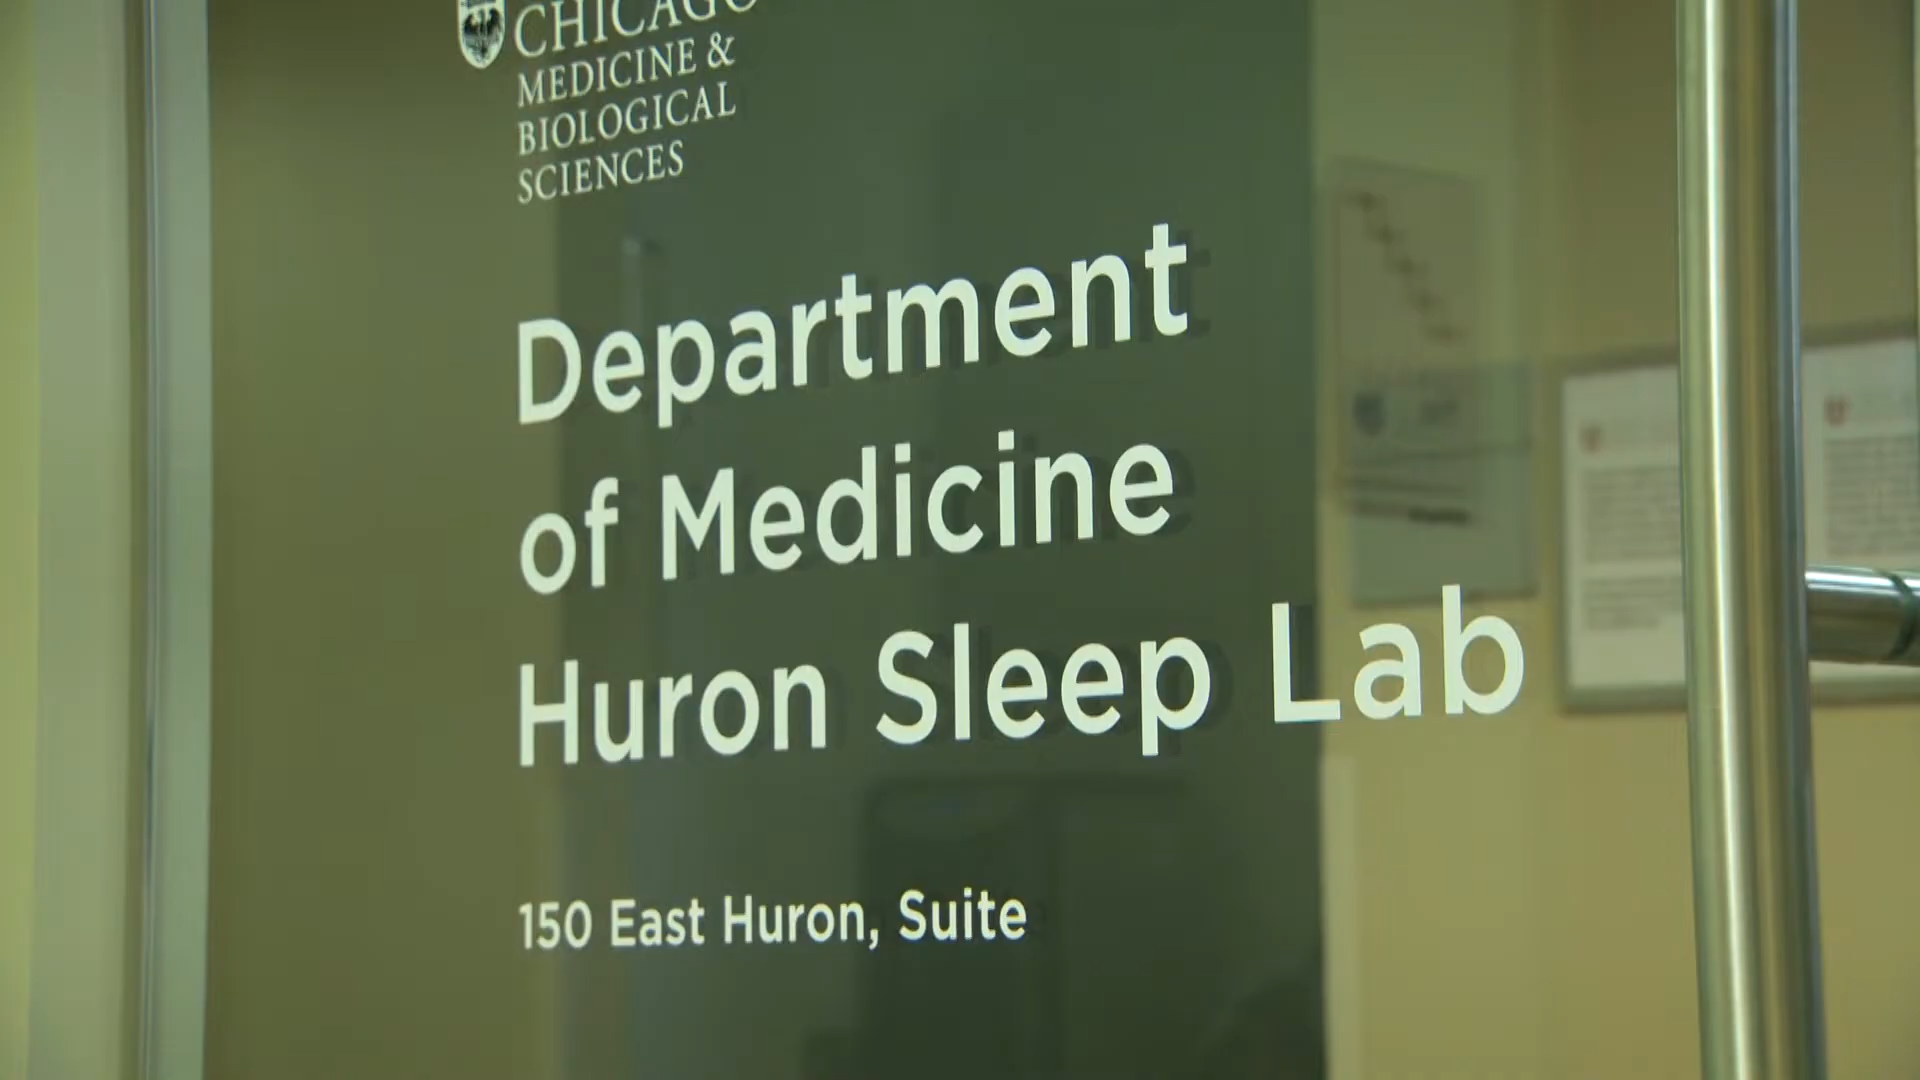 CHICAGO
MEDICINE &
BIOLOGICAL
SCIENCES
Department
of Medicine
Huron Sleep Lab
150 East Huron, Suite